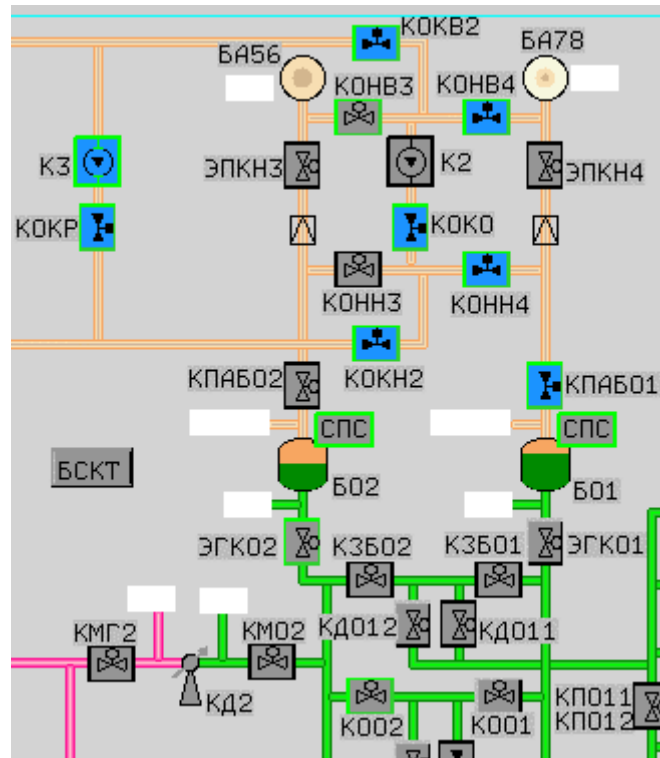 КОКВ2
БА56
БА78
КОНВ3
КОНВ4
К3
ЭПКН3
К2
ЭПКН4
КОКР
КОКО
КОНН3
КОНН4
КПАБО2
КОКН2
КПАБО1
СПС
СПС
БСКТ
БО2
БО1
ЭГКО2
КЗБО2
КЗБО1
ЭГКО1
КМГ2
КМО2
КДО12
КДО11
КД2
КОО2
КОО1
КПО11
КПО12